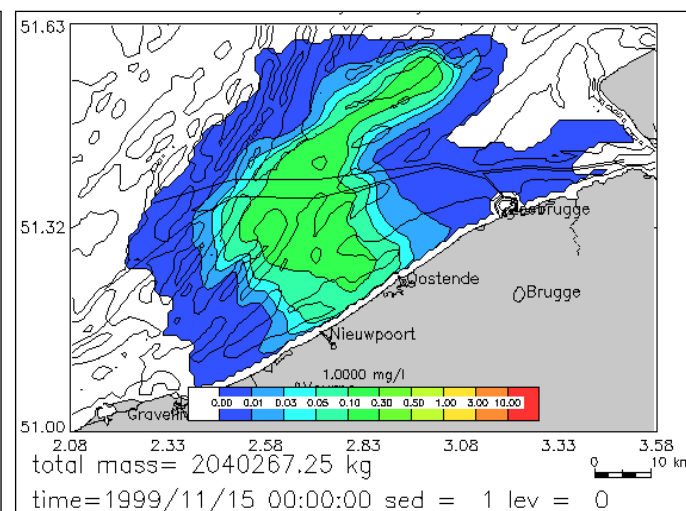 51.63
51.32
Oostende
Brugge
Nieuwpoort
1.0000 mg/l
0.00 0.01 0.03 0.05 0.10 0.30 0.50 1.00 3.00 10.00
51.00
2.08 2.33 2.58 2.83 3.08 3.33 3.58
total mass= 2040267.25 kg
0 10 km
time=1999/11/15 00:00:00 sed = 1 lev = 0